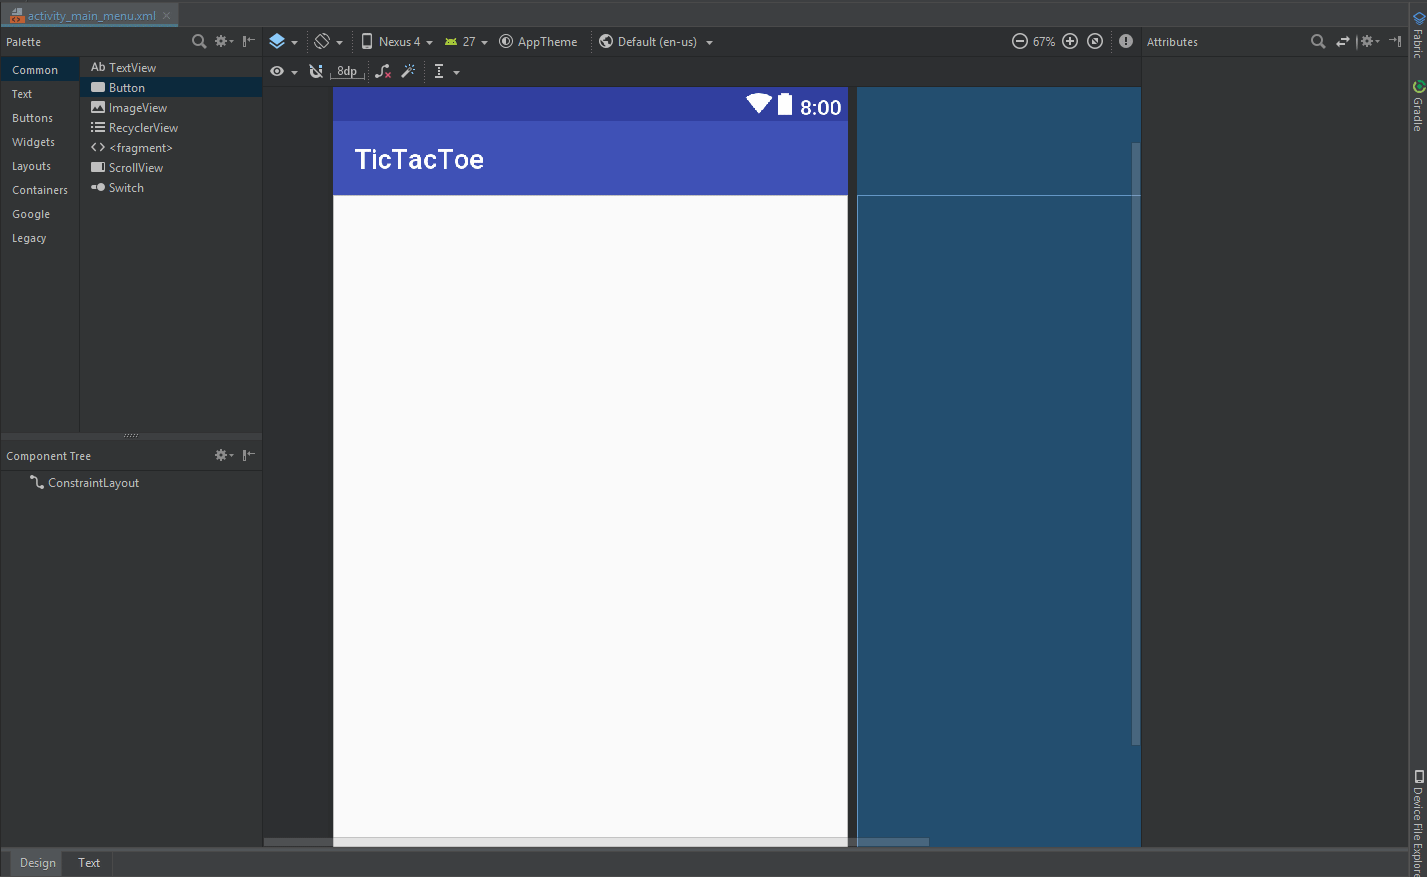 activity_main_menu.xml
Palette
Nexus 4
27
AppTheme
Default (en-us)
67%
Attributes
Common
Text
Buttons
Widgets
Layouts
Containers
Google
Legacy
Ab TextView
Button
ImageView
RecyclerView
<fragment>
ScrollView
Switch
8dp
8:00
TicTacToe
Component Tree
ConstraintLayout
Design
Text
Fabric
Gradle
Device File Explore